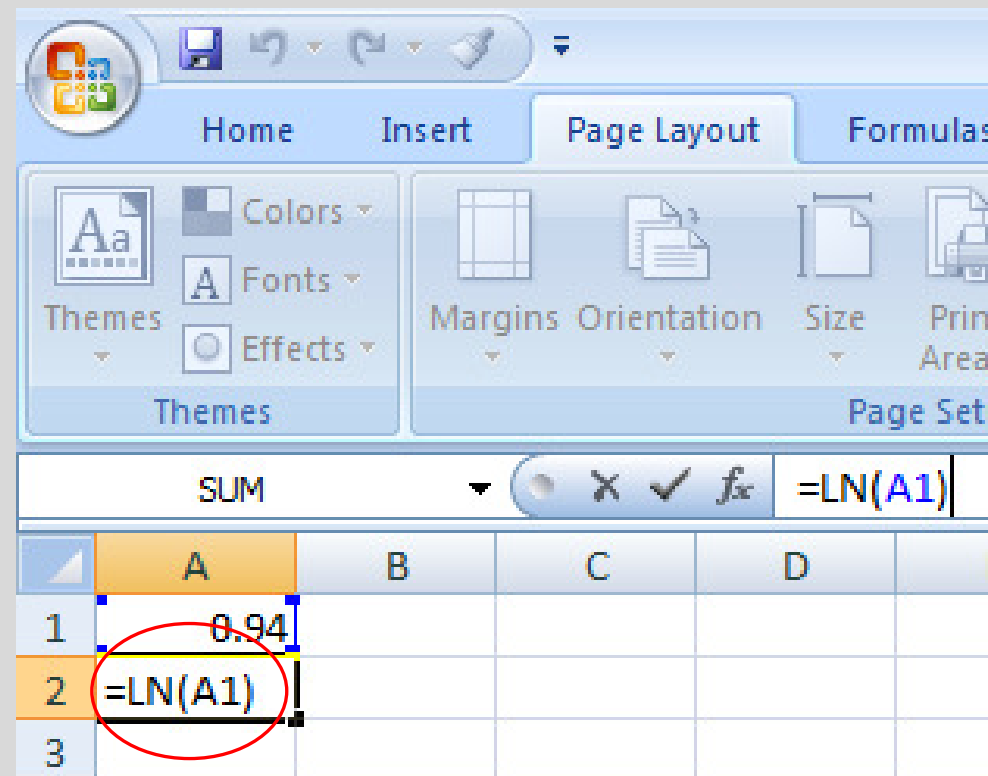 Home Insert Page Layout Formulas
Aa Colors
A Fonts
Themes Effects
Margins Orientation Size Prin
Area
Themes Page Set
SUM fx =LN(A1)
A B C D
1 0.94
2 =LN(A1)
3